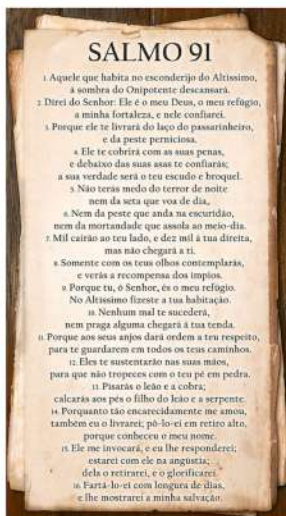 SALMO 91
1. Aquele que habita no esconderijo do Altíssimo,
à sombra do Onipotente descansará.
2. Direi do Senhor: Ele é o meu Deus, o meu refúgio,
a minha fortaleza, e nele confiarei.
3. Porque ele te livrará do laço do passarinheiro,
e da peste perniciosa.
4. Ele te cobrirá com as suas penas,
e debaixo das suas asas te confiarás;
a sua verdade será o teu escudo e broquel.
5. Não terás medo do terror de noite
nem da seta que voa de dia,
6. Nem da peste que anda na escuridão,
nem da mortandade que assola ao meio-dia.
7. Mil cairão ao teu lado, e dez mil à tua direita,
mas não chegará a ti.
8. Somente com os teus olhos contemplarás,
e verás a recompensa dos ímpios.
9. Porque tu, ó Senhor, és o meu refúgio.
No Altíssimo fizeste a tua habitação.
10. Nenhum mal te sucederá,
nem praga alguma chegará à tua tenda.
11. Porque aos seus anjos dará ordem a teu respeito,
para te guardarem em todos os teus caminhos.
12. Eles te sustentarão nas suas mãos,
para que não tropeces com o teu pé em pedra.
13. Pisarás o leão e a cobra;
calcarás aos pés o filho do leão e a serpente.
14. Porquanto tão encarecidamente me amou,
também eu o livrarei; pô-lo-ei em retiro alto,
porque conheceu o meu nome.
15. Ele me invocará, e eu lhe responderei;
estarei com ele na angústia;
dela o retirarei, e o glorificarei.
16. Fartá-lo-ei com longura de dias,
e lhe mostrarei a minha salvação.